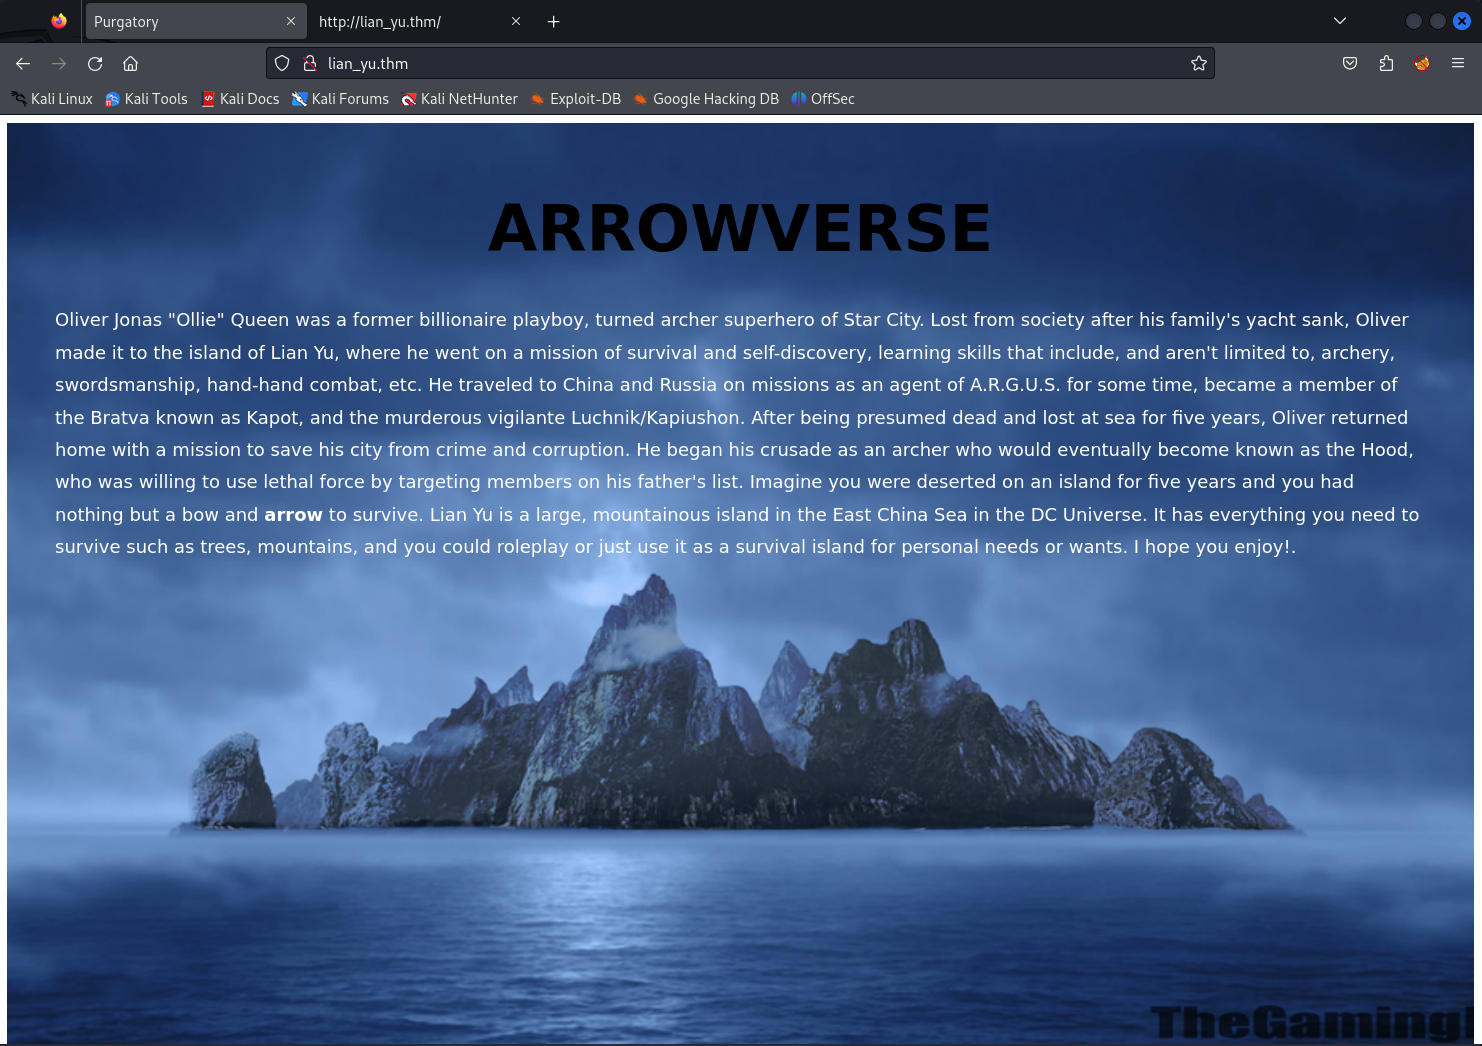 Purgatory
http://lian_yu.thm/
lian_yu.thm
Kali Linux Kali Tools Kali Docs Kali Forums Kali NetHunter Exploit-DB Google Hacking DB OffSec
ARROWVERSE
Oliver Jonas "Ollie" Queen was a former billionaire playboy, turned archer superhero of Star City. Lost from society after his family's yacht sank, Oliver
made it to the island of Lian Yu, where he went on a mission of survival and self-discovery, learning skills that include, and aren't limited to, archery,
swordsmanship, hand-hand combat, etc. He traveled to China and Russia on missions as an agent of A.R.G.U.S. for some time, became a member of
the Bratva known as Kapot, and the murderous vigilante Luchnik/Kapiushon. After being presumed dead and lost at sea for five years, Oliver returned
home with a mission to save his city from crime and corruption. He began his crusade as an archer who would eventually become known as the Hood,
who was willing to use lethal force by targeting members on his father's list. Imagine you were deserted on an island for five years and you had
nothing but a bow and arrow to survive. Lian Yu is a large, mountainous island in the East China Sea in the DC Universe. It has everything you need to
survive such as trees, mountains, and you could roleplay or just use it as a survival island for personal needs or wants. I hope you enjoy!.
TheGaming